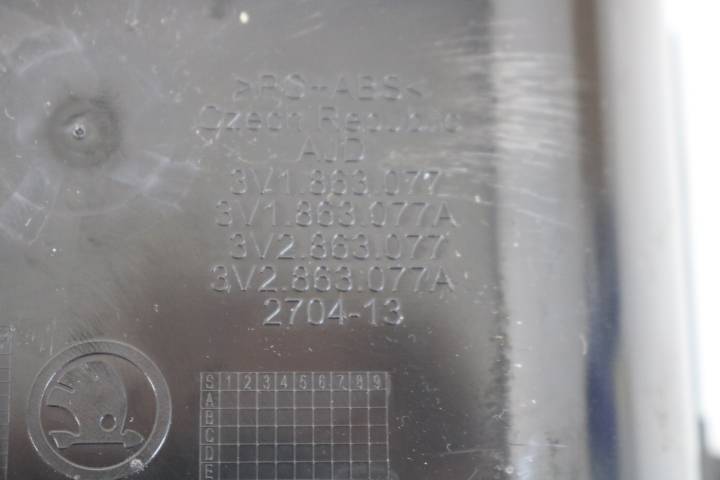 >PC+ABS<
Czech Republic
AJD
3V1.863.077
3V1.863.077A
3V2.863.077
3V2.863.077A
2704-13
S 1 2 3 4 5 6 7 8 9
A
B
C
D
E